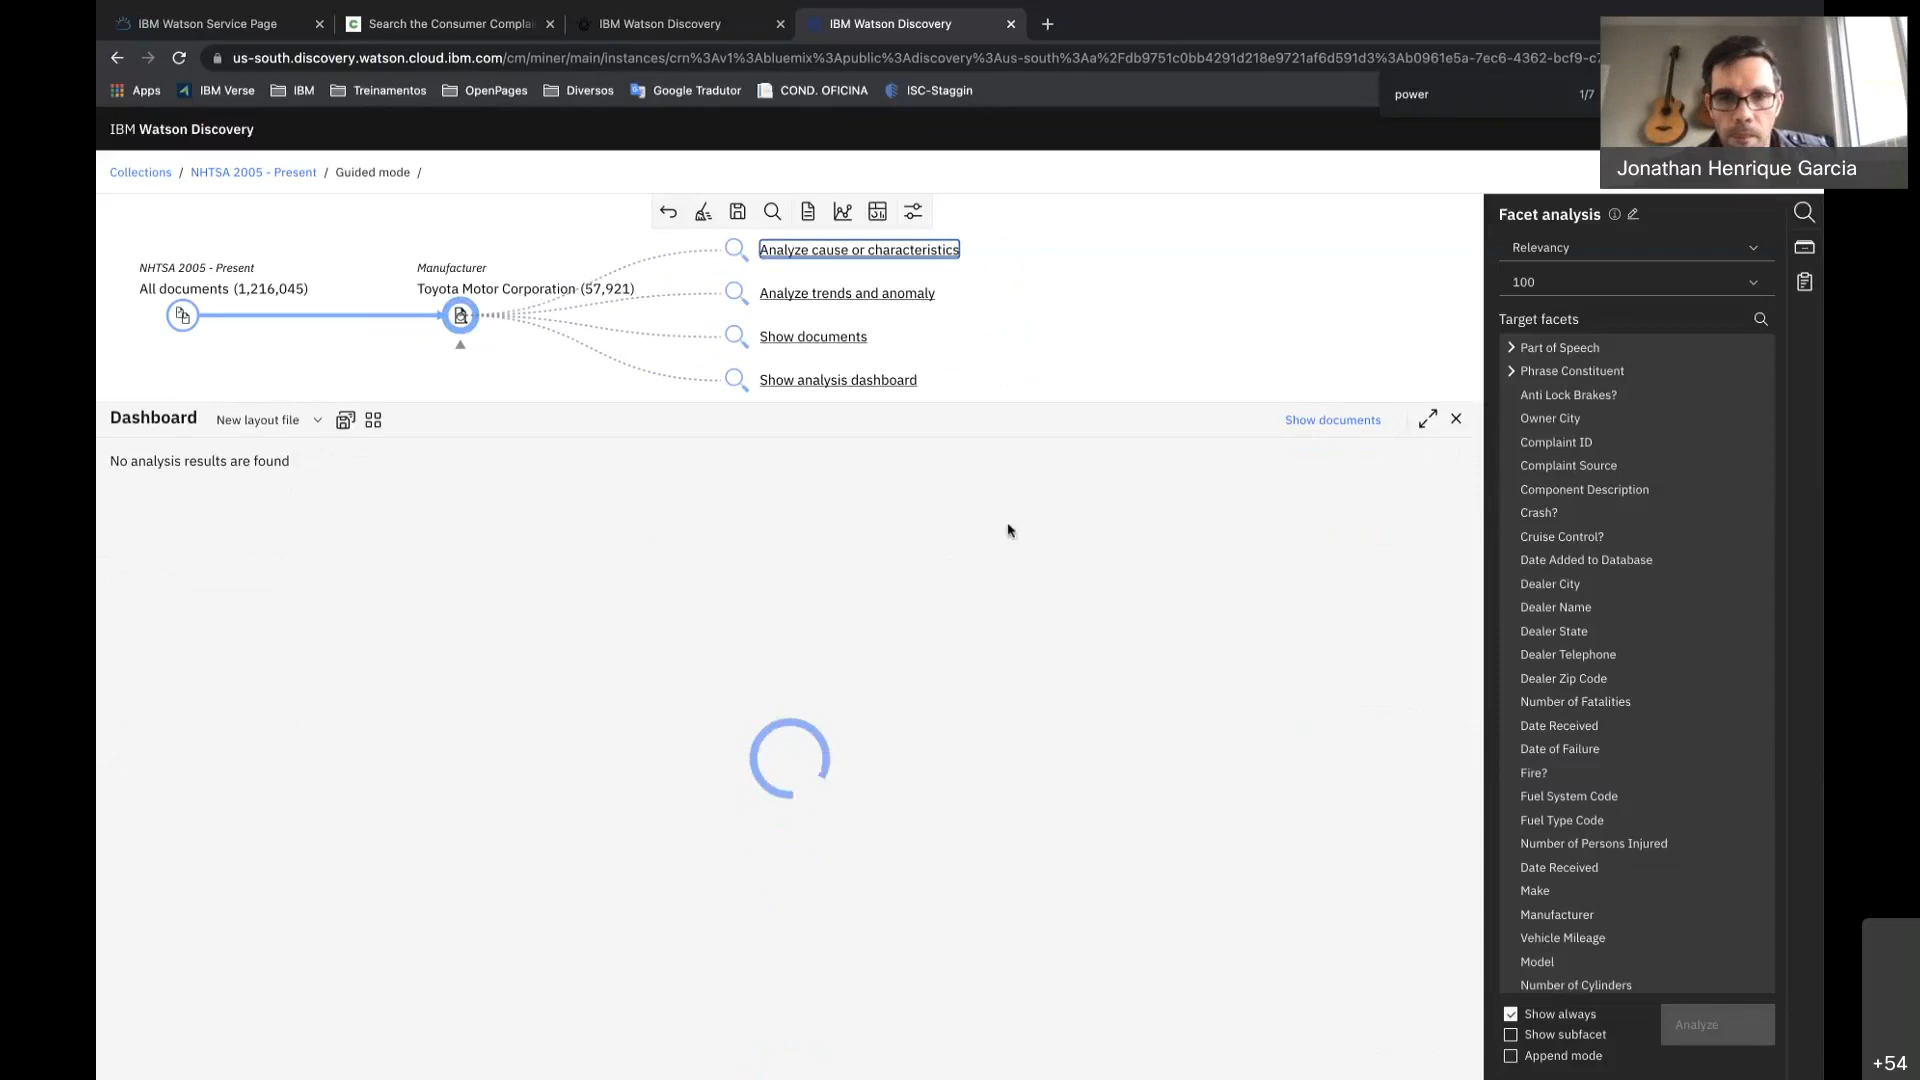 IBM Watson Service Page
Search the Consumer Compla
IBM Watson Discovery
IBM Watson Discovery
us-south.discovery.watson.cloud.ibm.com/cm/miner/main/instances/crn%3Av1%3Abluemix%3Apublic%3Adiscovery%3Aus-south%3Aa%2Fdb9751c0bb4291d218e9721af6d591d3%3Ab0961e5a-7ec6-4362-bcf9-c7
Apps
IBM Verse
IBM
Treinamentos
OpenPages
Diversos
Google Tradutor
COND. OFICINA
ISC-Staggin
power
1/7
Jonathan Henrique Garcia
IBM Watson Discovery
Collections / NHTSA 2005 - Present / Guided mode /
NHTSA 2005 - Present
All documents (1,216,045)
Manufacturer
Toyota Motor Corporation (57,921)
Analyze cause or characteristics
Analyze trends and anomaly
Show documents
Show analysis dashboard
Dashboard
New layout file
Show documents
No analysis results are found
Facet analysis
Relevancy
100
Target facets
Part of Speech
Phrase Constituent
Anti Lock Brakes?
Owner City
Complaint ID
Complaint Source
Component Description
Crash?
Cruise Control?
Date Added to Database
Dealer City
Dealer Name
Dealer State
Dealer Telephone
Dealer Zip Code
Number of Fatalities
Date Received
Date of Failure
Fire?
Fuel System Code
Fuel Type Code
Number of Persons Injured
Date Received
Make
Manufacturer
Vehicle Mileage
Model
Number of Cylinders
Show always
Show subfacet
Append mode
Analyze
+54